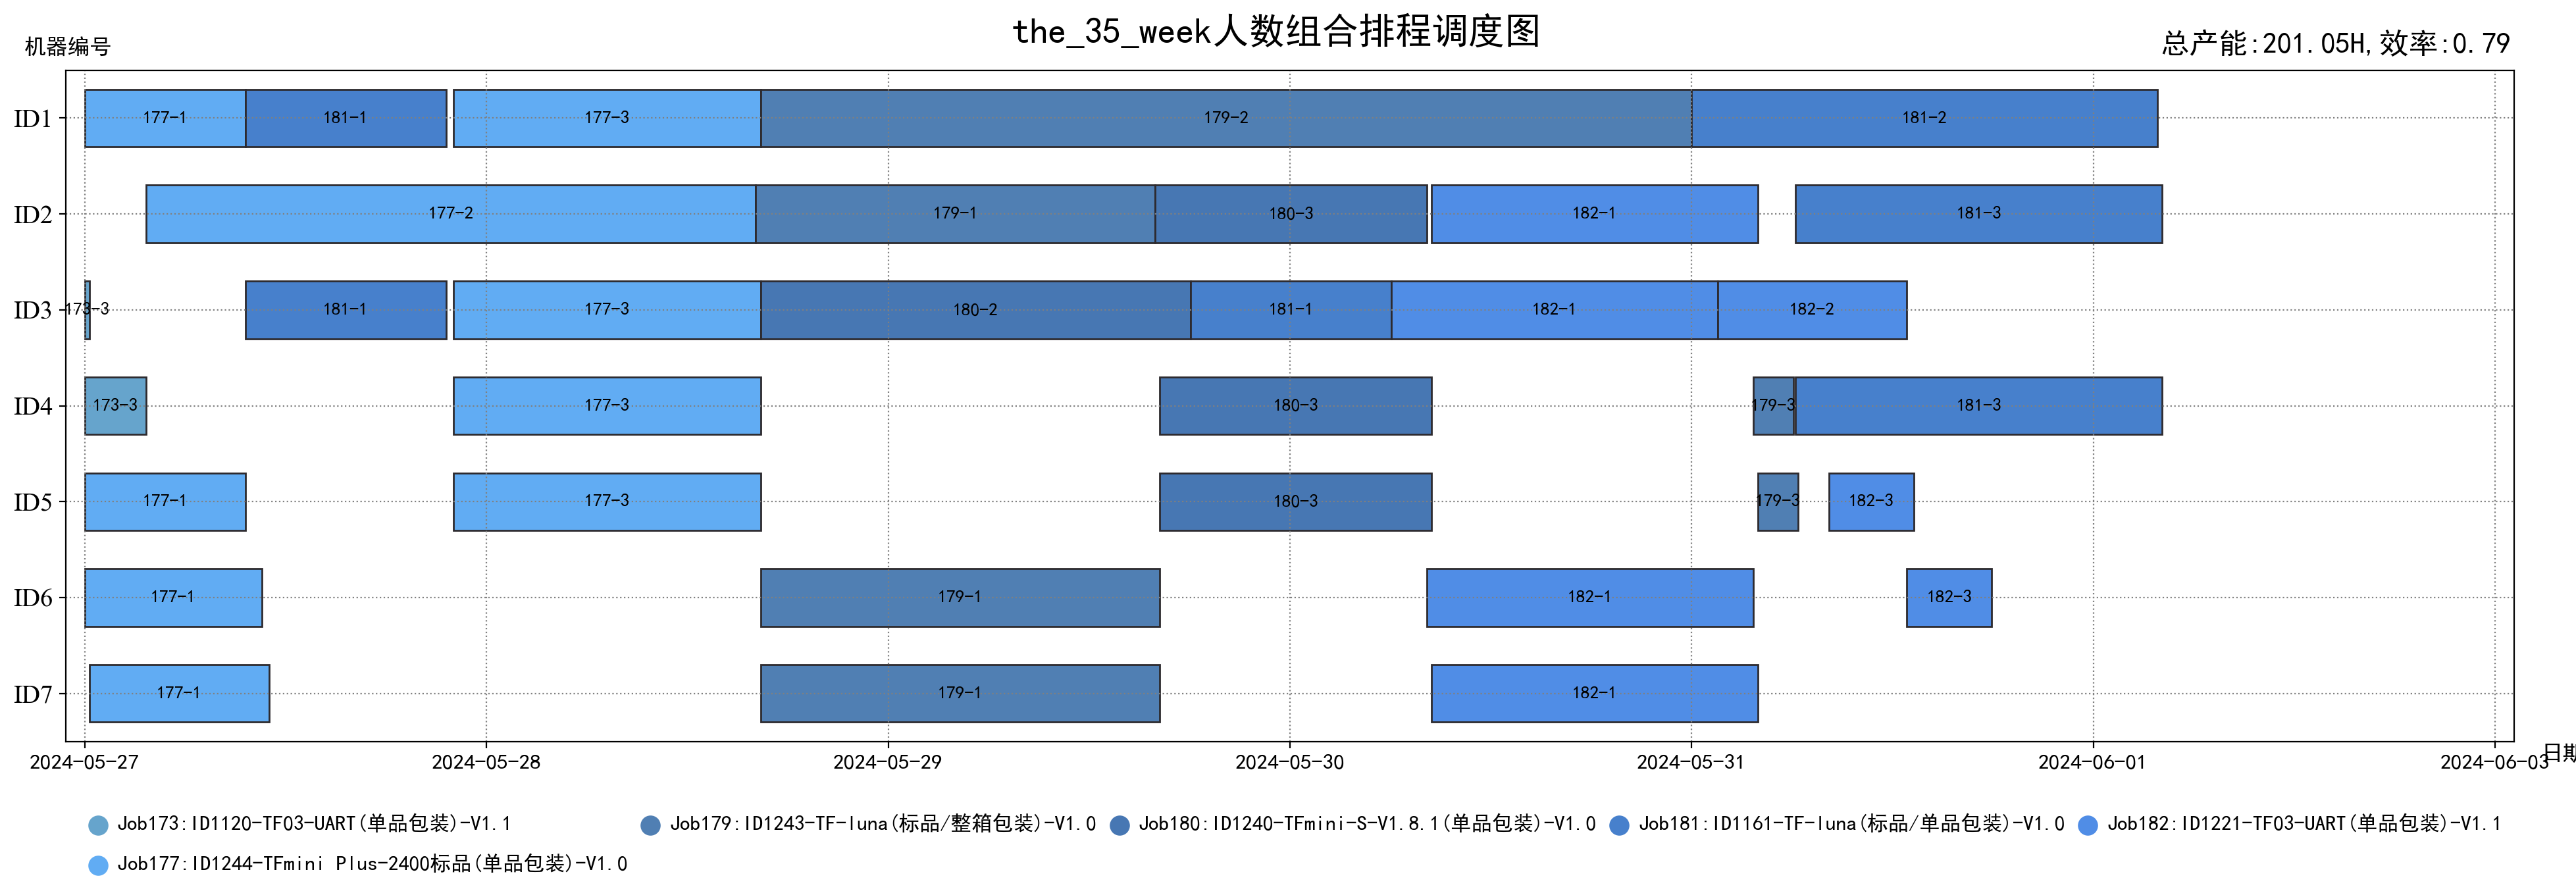 the_35_week人数组合排程调度图
机器编号
总产能:201.05H,效率:0.79
ID1 177-1 181-1 177-3 179-2 181-2
ID2 177-2 179-1 180-3 182-1 181-3
ID3 173-3 181-1 177-3 180-2 181-1 182-1 182-2
ID4 173-3 177-3 180-3 179-3 181-3
ID5 177-1 177-3 180-3 179-3 182-3
ID6 177-1 179-1 182-1 182-3
ID7 177-1 179-1 182-1
2024-05-27 2024-05-28 2024-05-29 2024-05-30 2024-05-31 2024-06-01 2024-06-03 日期
Job173:ID1120-TF03-UART(单品包装)-V1.1 Job179:ID1243-TF-luna(标品/整箱包装)-V1.0 Job180:ID1240-TFmini-S-V1.8.1(单品包装)-V1.0 Job181:ID1161-TF-luna(标品/单品包装)-V1.0 Job182:ID1221-TF03-UART(单品包装)-V1.1
Job177:ID1244-TFmini Plus-2400标品(单品包装)-V1.0